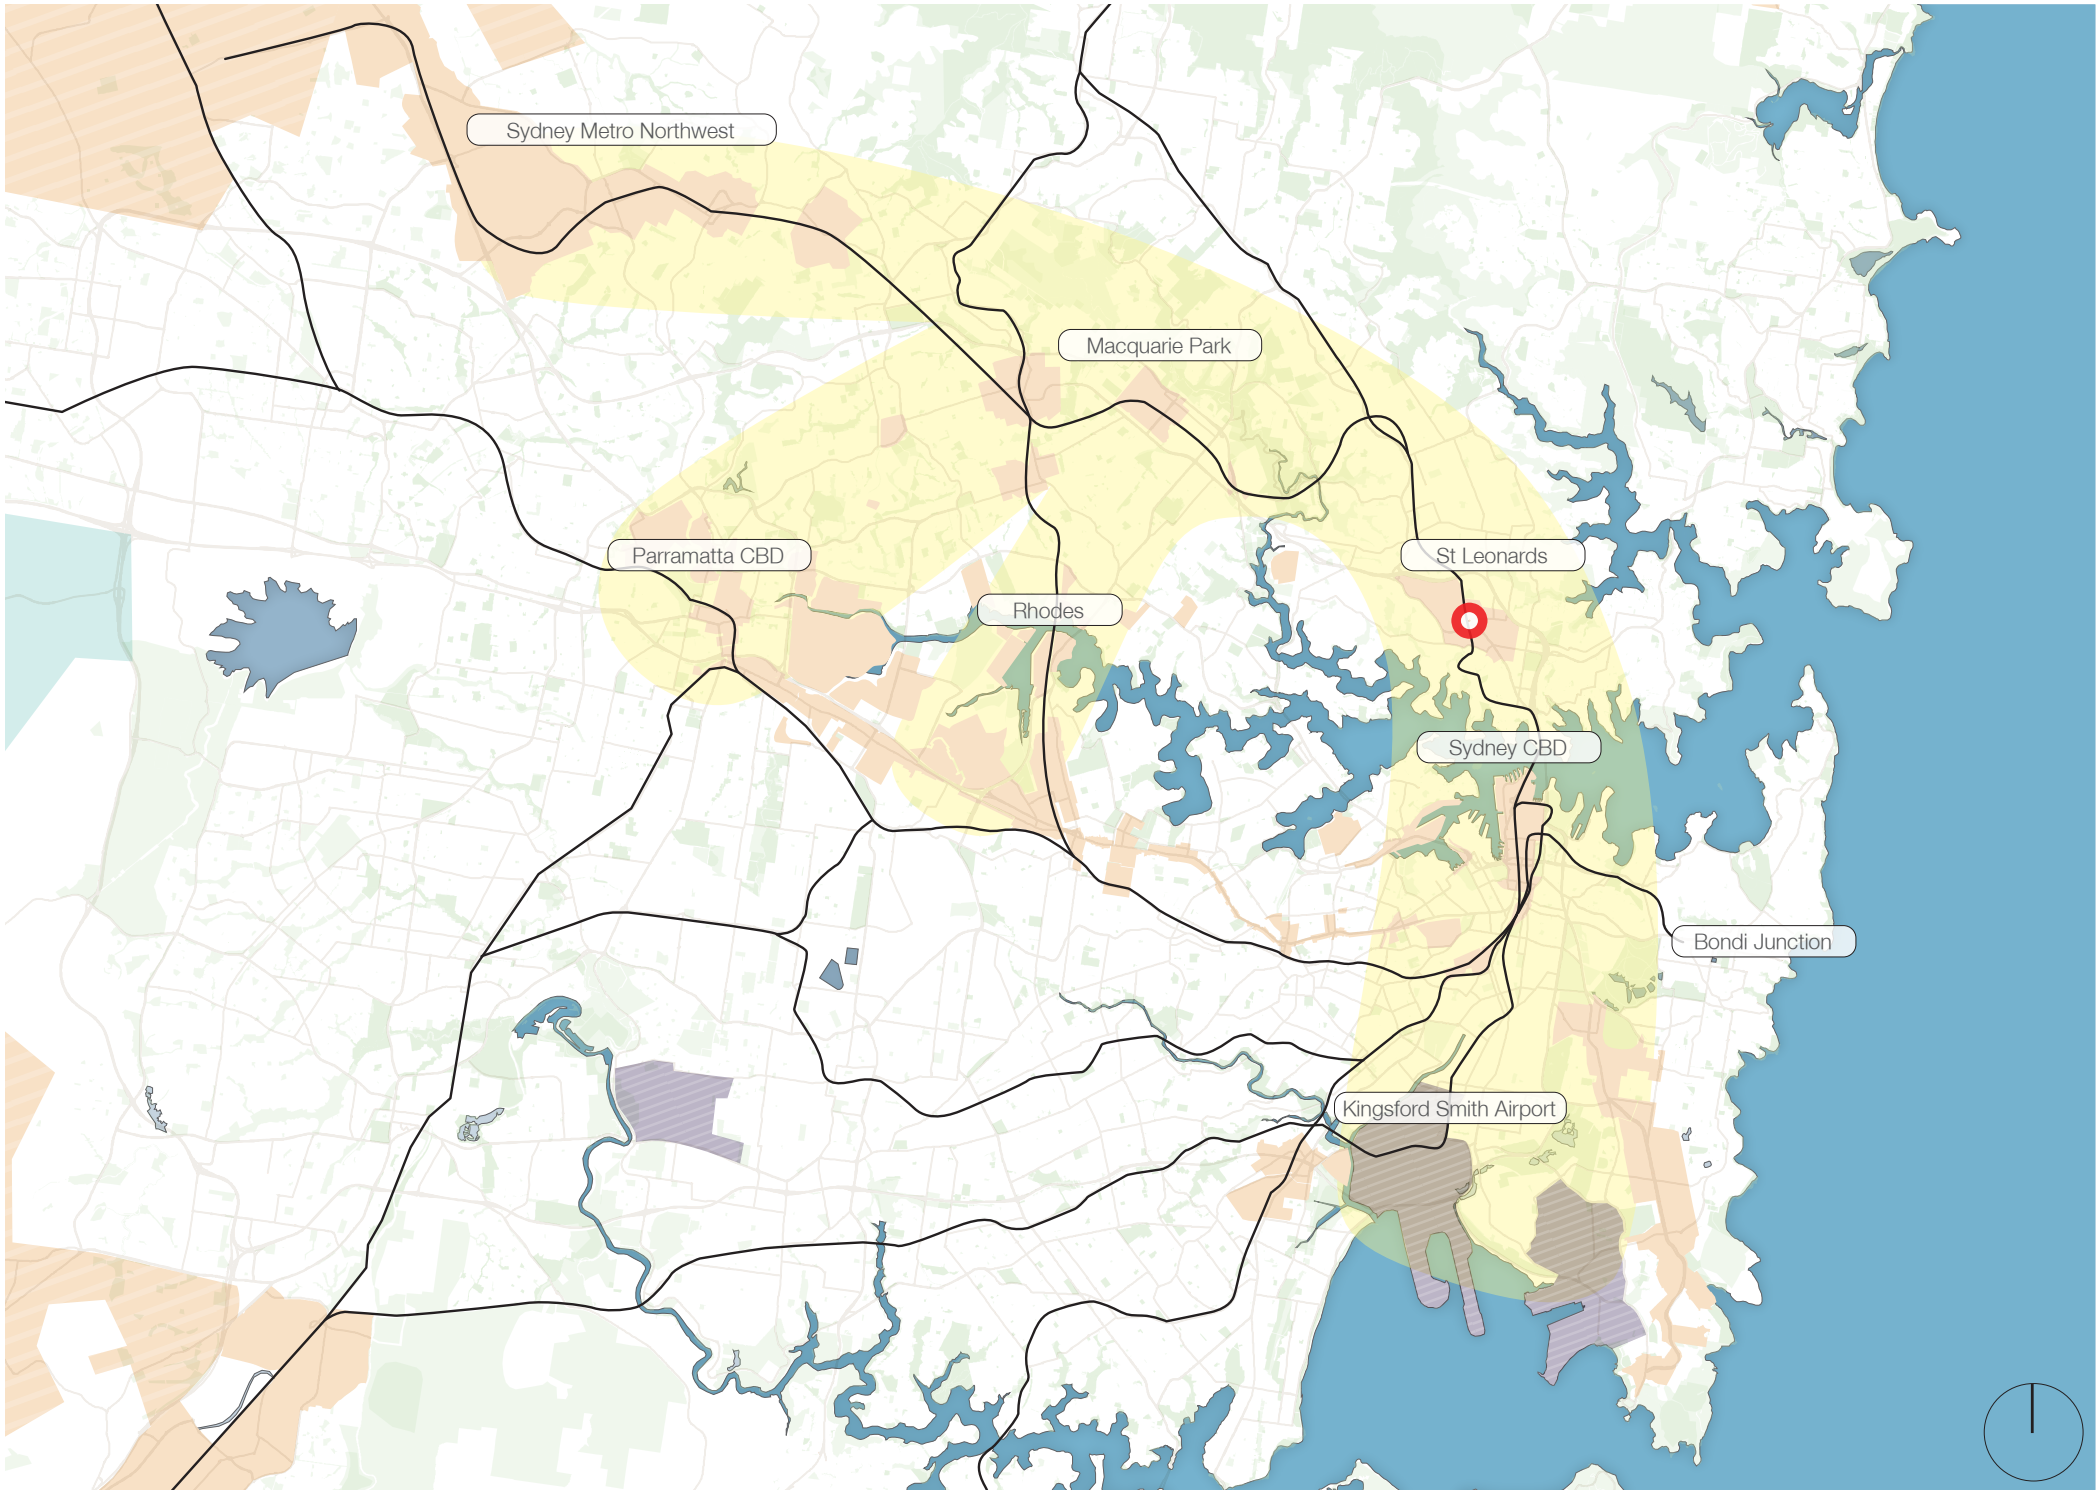 Sydney Metro Northwest
Macquarie Park
Parramatta CBD
St Leonards
Rhodes
Sydney CBD
Bondi Junction
Kingsford Smith Airport